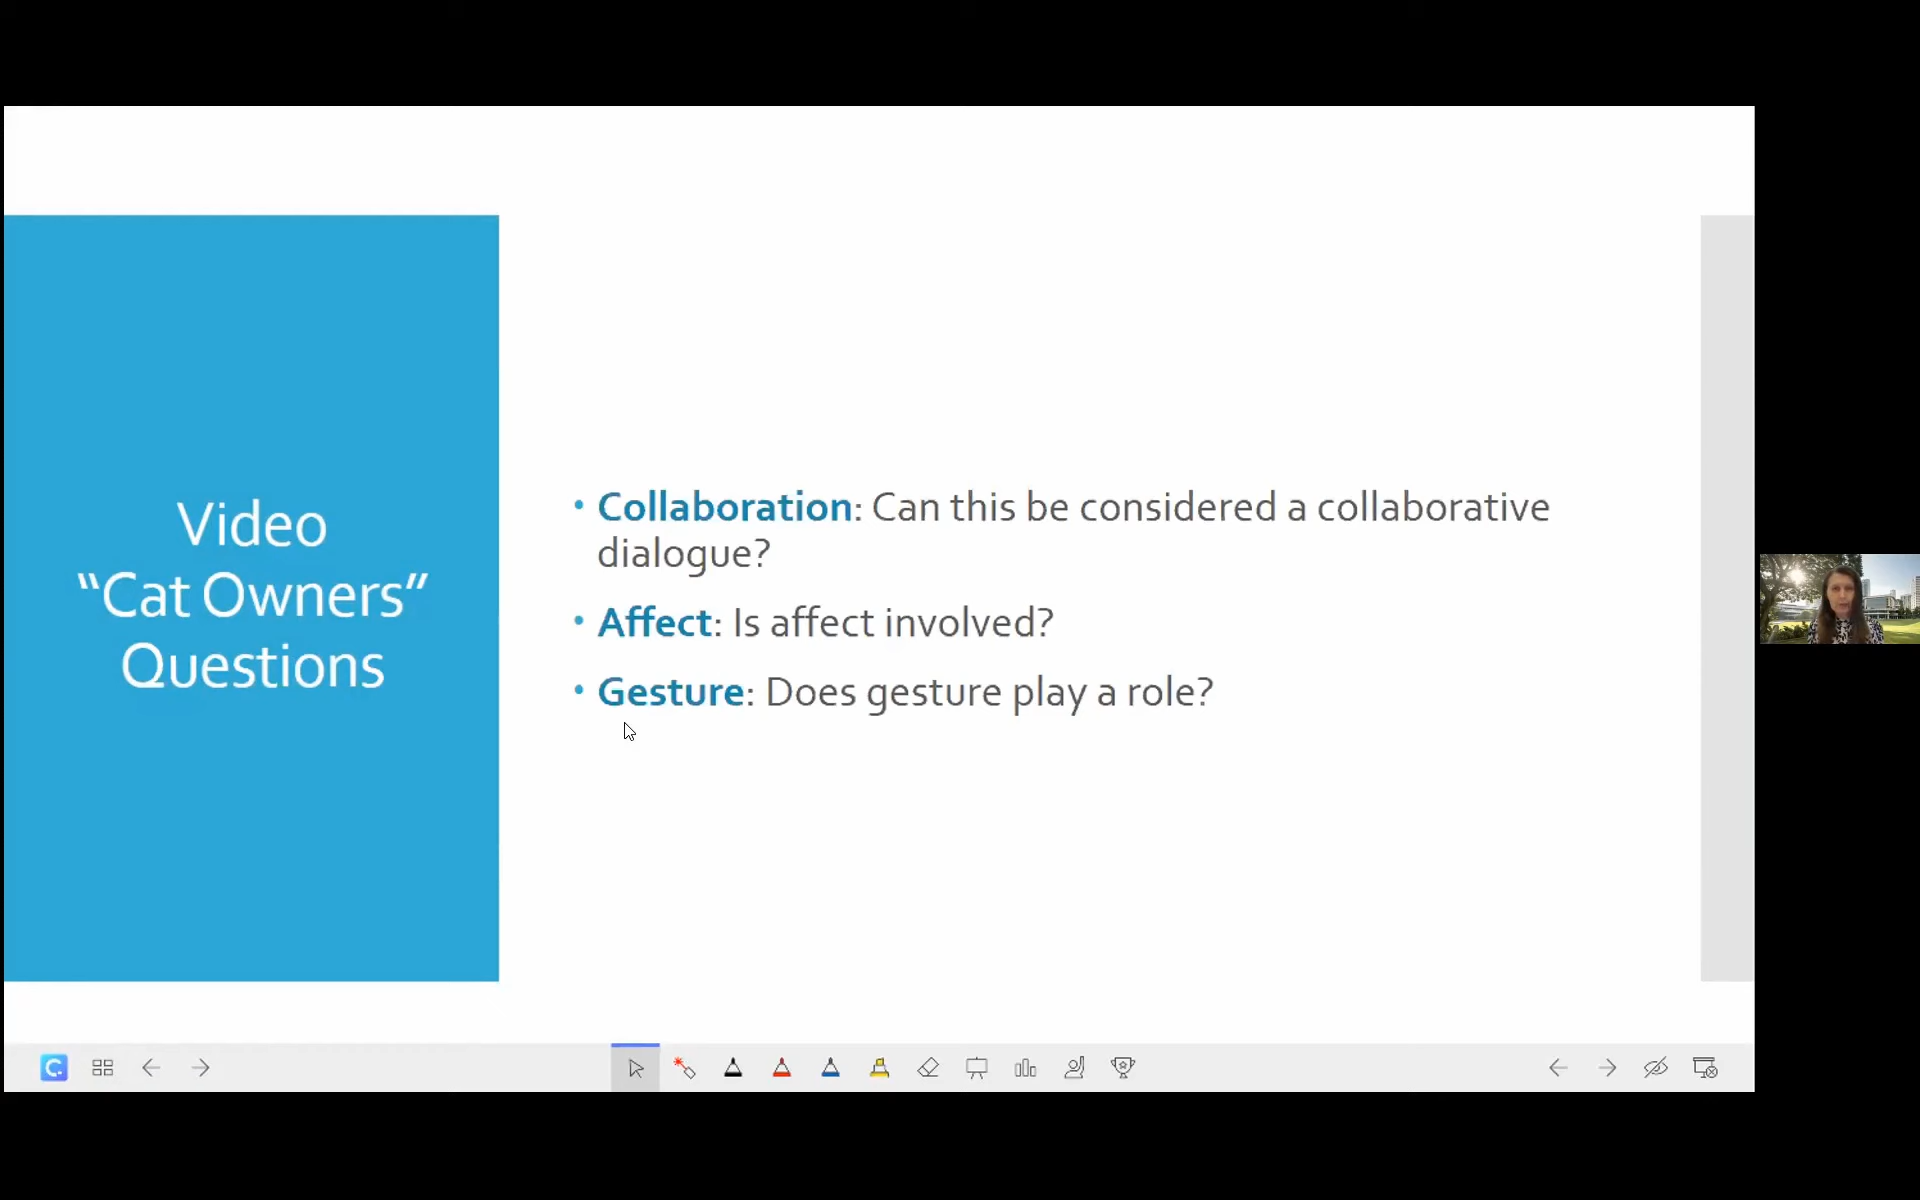 Video
“Cat Owners”
Questions
• Collaboration: Can this be considered a collaborative
dialogue?
• Affect: Is affect involved?
• Gesture: Does gesture play a role?
C.